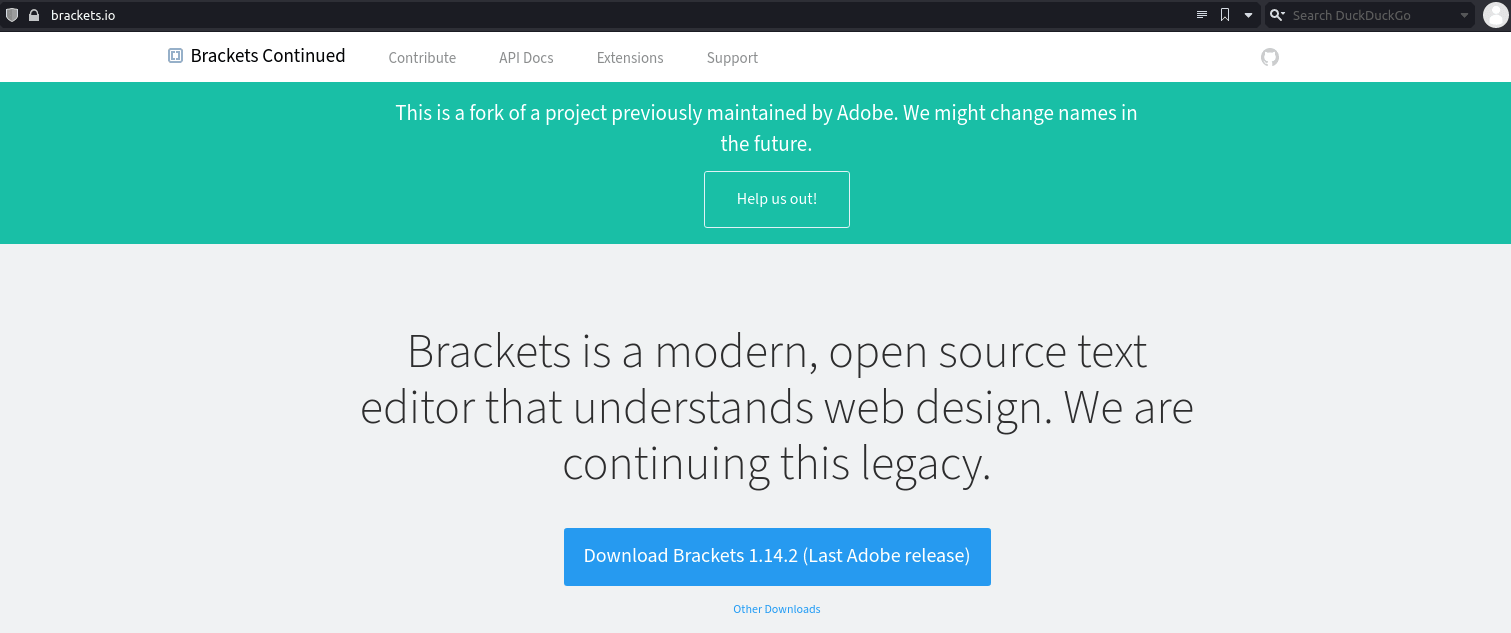 brackets.io
Search DuckDuckGo
Brackets Continued
Contribute
API Docs
Extensions
Support
This is a fork of a project previously maintained by Adobe. We might change names in
the future.
Help us out!
Brackets is a modern, open source text
editor that understands web design. We are
continuing this legacy.
Download Brackets 1.14.2 (Last Adobe release)
Other Downloads